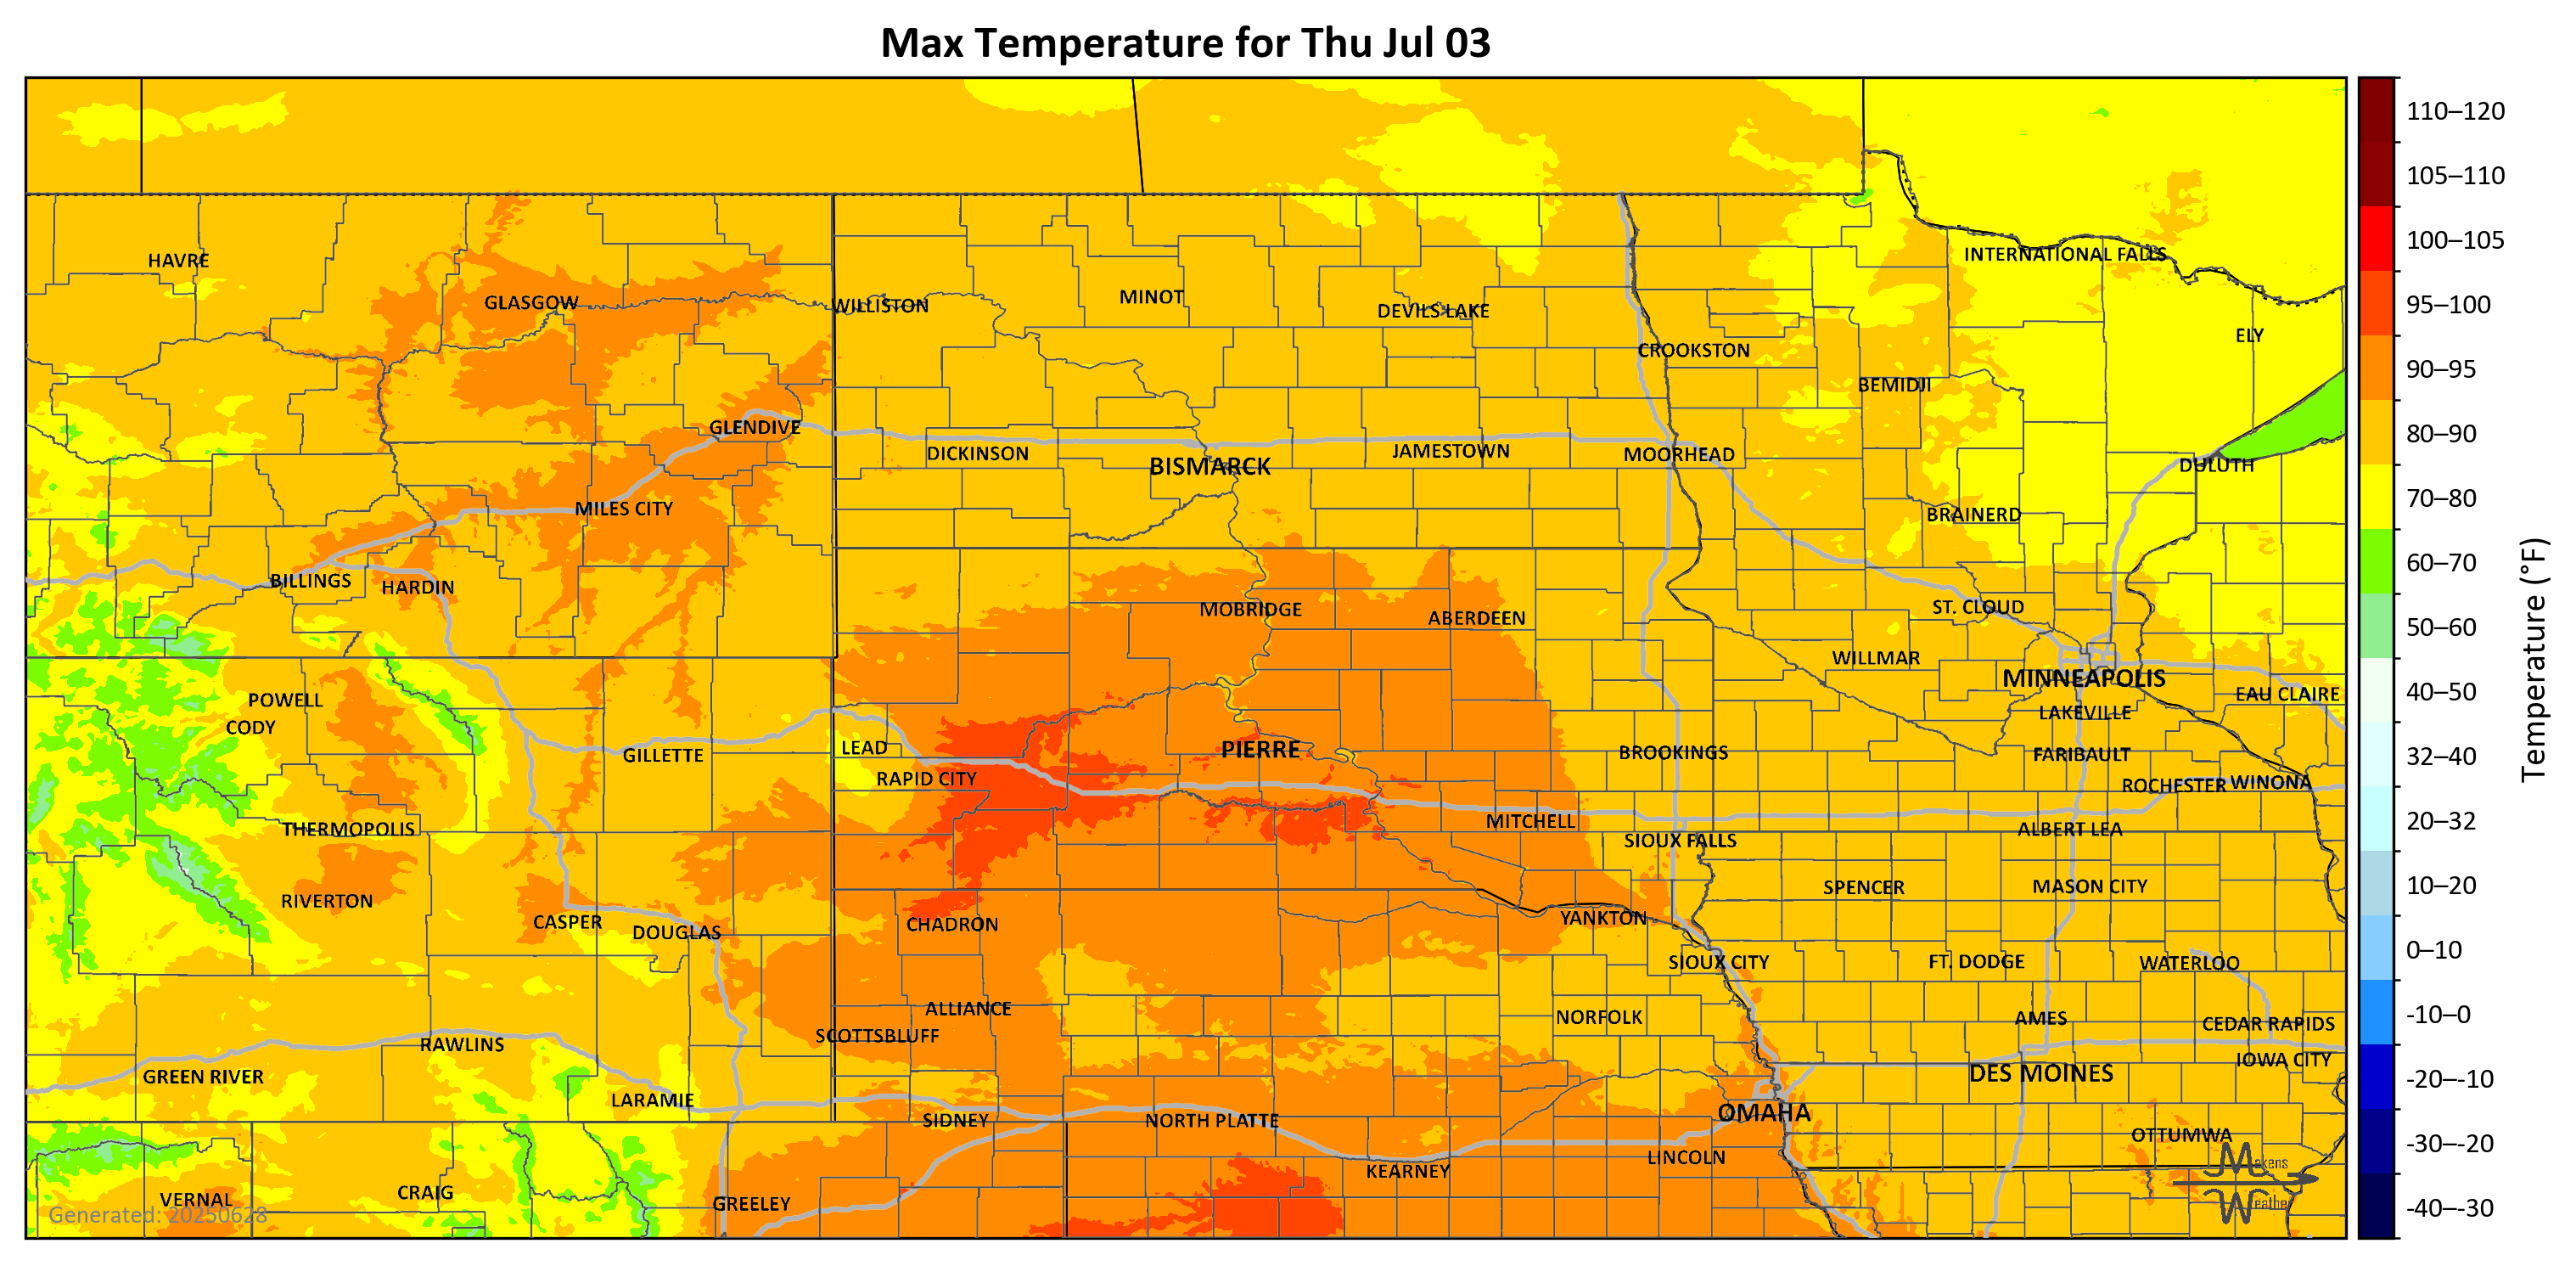 Max Temperature for Thu Jul 03
HAVRE
GLASGOW
WILLISTON
MINOT
DEVILS LAKE
INTERNATIONAL FALLS
ELY
CROOKSTON
BEMIDJI
GLENDIVE
DICKINSON
BISMARCK
JAMESTOWN
MOORHEAD
DULUTH
MILES CITY
BRAINERD
BILLINGS
HARDIN
MOBRIDGE
ABERDEEN
ST. CLOUD
WILLMAR
MINNEAPOLIS
EAU CLAIRE
POWELL
CODY
LAKEVILLE
GILLETTE
LEAD
PIERRE
BROOKINGS
FARIBAULT
RAPID CITY
ROCHESTER
WINONA
THERMOPOLIS
MITCHELL
SIOUX FALLS
ALBERT LEA
RIVERTON
SPENCER
MASON CITY
CASPER
DOUGLAS
CHADRON
YANKTON
SIOUX CITY
FT. DODGE
WATERLOO
ALLIANCE
NORFOLK
AMES
CEDAR RAPIDS
SCOTTSBLUFF
RAWLINS
IOWA CITY
GREEN RIVER
DES MOINES
LARAMIE
SIDNEY
NORTH PLATTE
OMAHA
OTTUMWA
KEARNEY
LINCOLN
VERNAL
CRAIG
GREELEY
Generated: 20250628
Makens
Weather
110–120
105–110
100–105
95–100
90–95
80–90
70–80
60–70
50–60
40–50
32–40
20–32
10–20
0–10
-10–0
-20–-10
-30–-20
-40–-30
Temperature (°F)